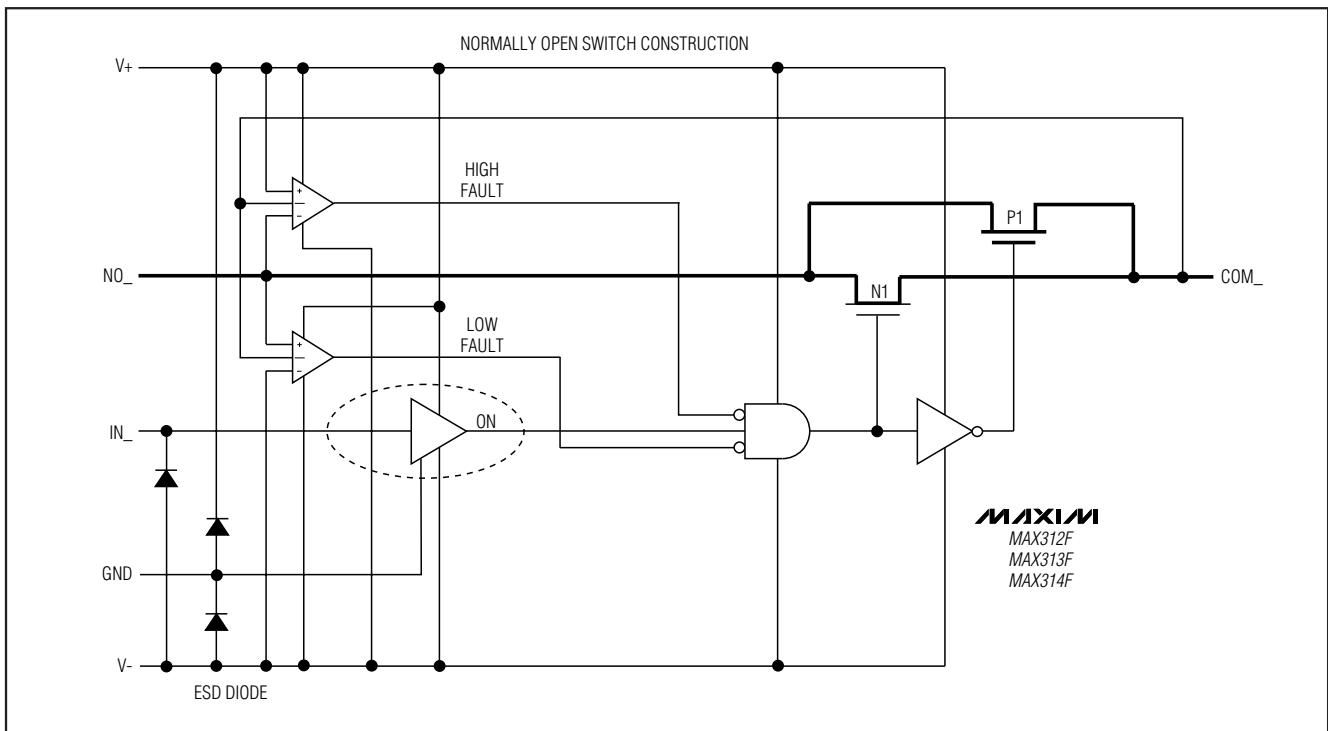 NORMALLY OPEN SWITCH CONSTRUCTION
V+
HIGH
FAULT
+
–
–
P1
NO_
COM_
N1
LOW
FAULT
+
–
–
IN_
ON
MAXIM
MAX312F
MAX313F
MAX314F
GND
V-
ESD DIODE